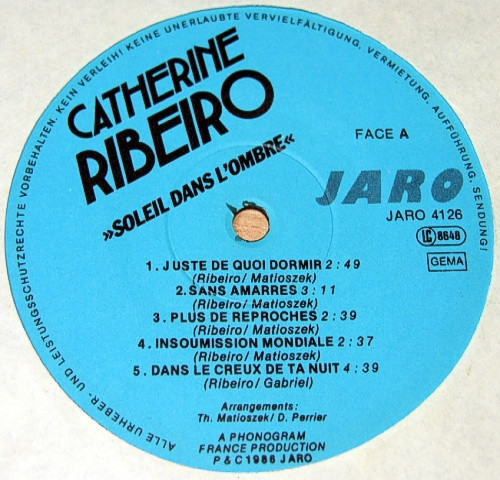 ALLE URHEBER- UND LEISTUNGSSCHUTZRECHTE VORBEHALTEN. KEIN VERLEIH! KEINE UNERLAUBTE VERVIELFÄLTIGUNG, VERMIETUNG, AUFFÜHRUNG, SENDUNG!
CATHERINE
RIBEIRO
»SOLEIL DANS L'OMBRE«
FACE A
JARO
JARO 4126
LC 8648
GEMA
1. JUSTE DE QUOI DORMIR 2:49
(Ribeiro/Matioszek)
2. SANS AMARRES 3:11
(Ribeiro/Matioszek)
3. PLUS DE REPROCHES 2:39
(Ribeiro/Matioszek)
4. INSOUMISSION MONDIALE 2:37
(Ribeiro/Matioszek)
5. DANS LE CREUX DE TA NUIT 4:39
(Ribeiro/Gabriel)
Arrangements:
Th. Matioszek/D. Perrier
A PHONOGRAM
FRANCE PRODUCTION
P & C 1986 JARO